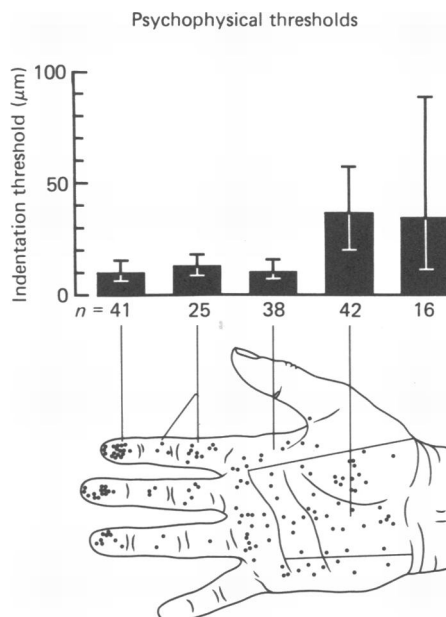 Psychophysical thresholds
Indentation threshold (μm)
100
50
0
n = 41 25 38 42 16